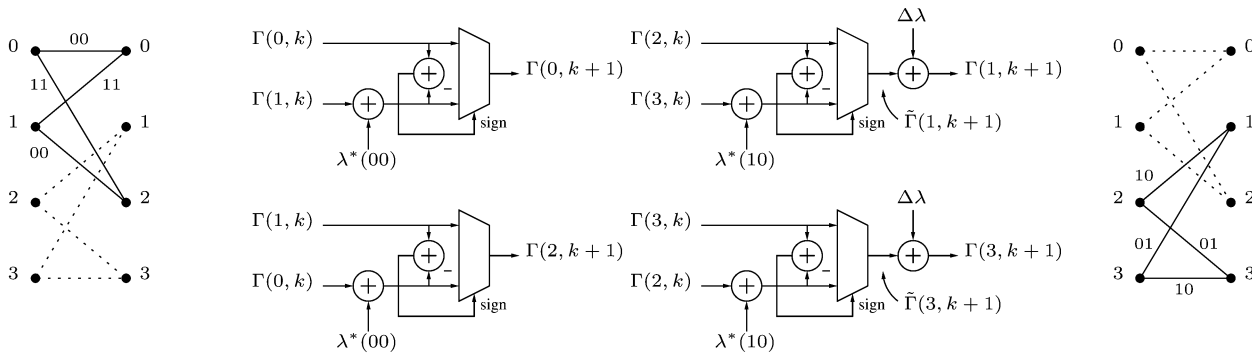 0
00
0
11
11
1
1
00
2
2
3
3
Γ(0, k)
Γ(1, k)
+
+
−
sign
λ*(00)
Γ(0, k + 1)
Γ(2, k)
Γ(3, k)
+
+
−
sign
λ*(10)
Δλ
+
Γ(1, k + 1)
Γ̃(1, k + 1)
Γ(1, k)
Γ(0, k)
+
+
−
sign
λ*(00)
Γ(2, k + 1)
Γ(3, k)
Γ(2, k)
+
+
−
sign
λ*(10)
Δλ
+
Γ(3, k + 1)
Γ̃(3, k + 1)
0
0
1
1
10
2
2
01
01
3
3
10